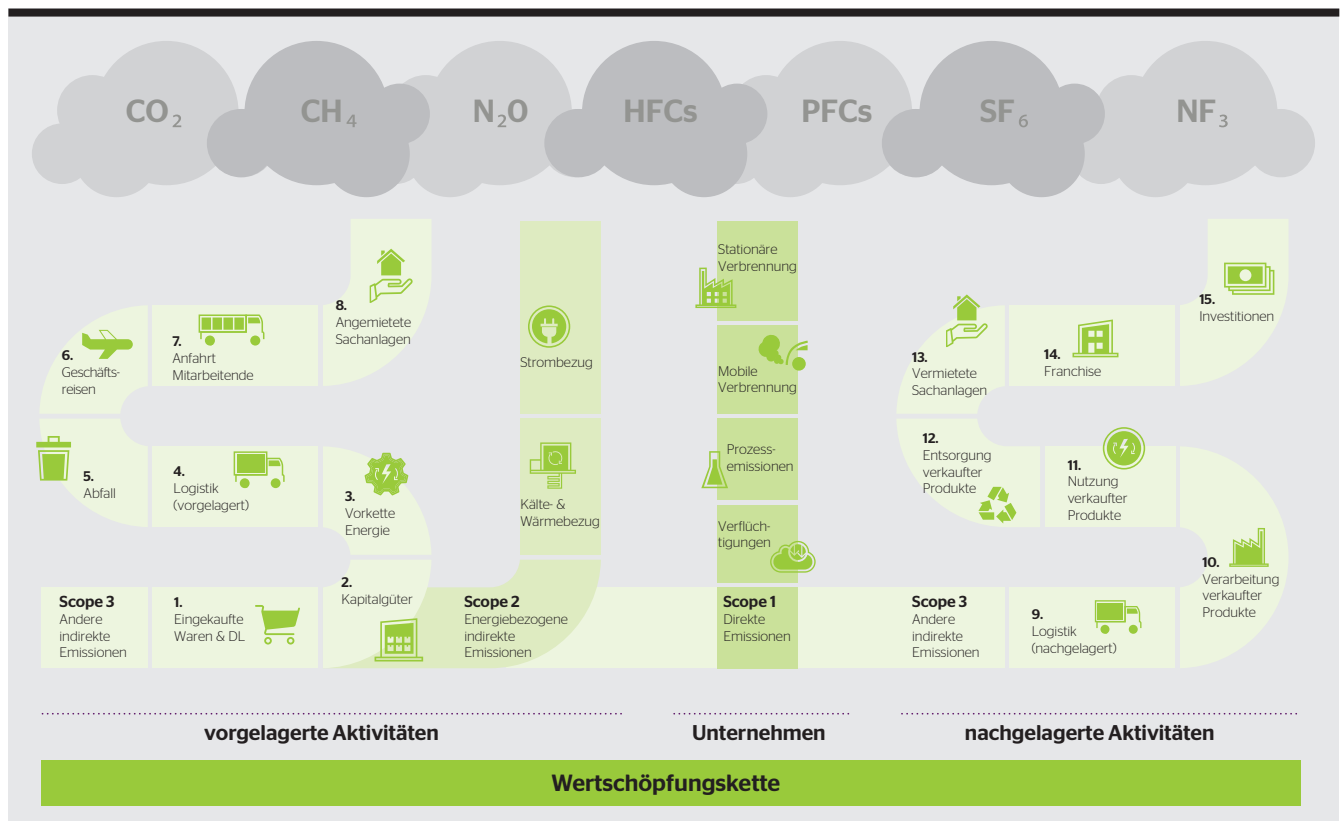 CO₂
CH₄
N₂O
HFCs
PFCs
SF₆
NF₃
8.
Angemietete
Sachanlagen
7.
Anfahrt
Mitarbeitende
6.
Geschäfts-
reisen
5.
Abfall
4.
Logistik
(vorgelagert)
3.
Vorkette
Energie
2.
Kapitalgüter
Scope 3
Andere
indirekte
Emissionen
1.
Eingekaufte
Waren & DL
Strombezug
Kälte- &
Wärmebezug
Scope 2
Energiebezogene
indirekte
Emissionen
Stationäre
Verbrennung
Mobile
Verbrennung
Prozess-
emissionen
Verflüch-
tigungen
Scope 1
Direkte
Emissionen
15.
Investitionen
14.
Franchise
13.
Vermietete
Sachanlagen
12.
Entsorgung
verkaufter
Produkte
11.
Nutzung
verkaufter
Produkte
10.
Verarbeitung
verkaufter
Produkte
Scope 3
Andere
indirekte
Emissionen
9.
Logistik
(nachgelagert)
vorgelagerte Aktivitäten
Unternehmen
nachgelagerte Aktivitäten
Wertschöpfungskette